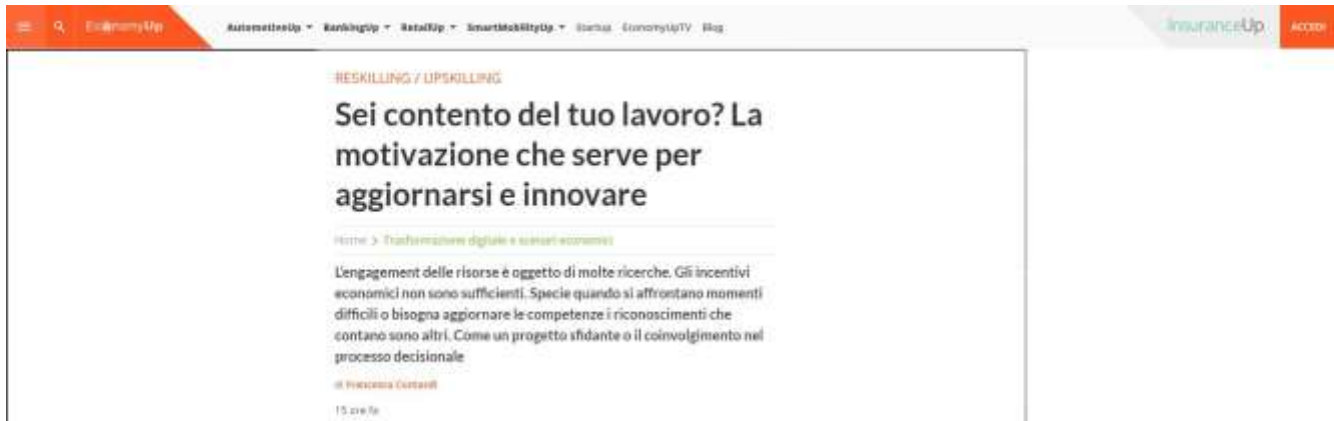 EconomyUp
AutomotiveUp BankingUp RetailUp SmartMobilityUp Startup EconomyUpTV Blog
InsuranceUp
ACCEDI
RESKILLING / UPSKILLING
Sei contento del tuo lavoro? La
motivazione che serve per
aggiornarsi e innovare
Home > Trasformazione digitale e scenari economici
L'engagement delle risorse è oggetto di molte ricerche. Gli incentivi
economici non sono sufficienti. Specie quando si affrontano momenti
difficili o bisogna aggiornare le competenze i riconoscimenti che
contano sono altri. Come un progetto sfidante o il coinvolgimento nel
processo decisionale
di Francesca Contardi
15 ore fa